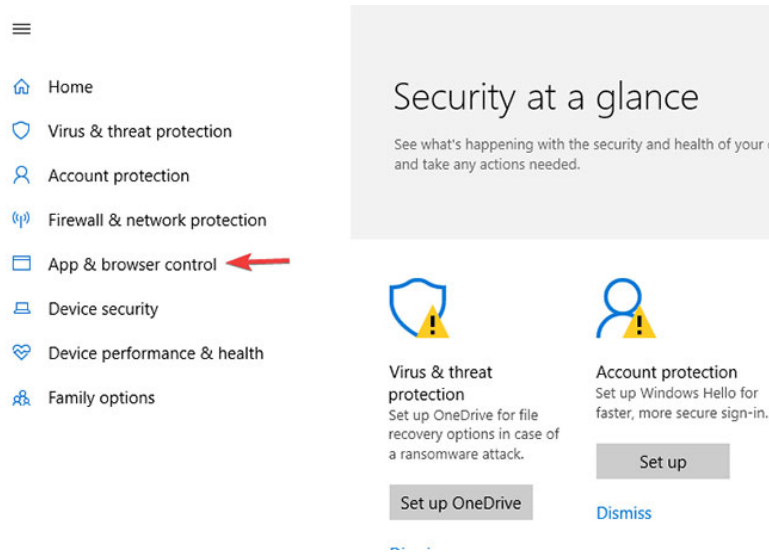 Home
Virus & threat protection
Account protection
Firewall & network protection
App & browser control
Device security
Device performance & health
Family options
Security at a glance
See what's happening with the security and health of your
and take any actions needed.
Virus & threat
protection
Set up OneDrive for file
recovery options in case of
a ransomware attack.
Set up OneDrive
Account protection
Set up Windows Hello for
faster, more secure sign-in.
Set up
Dismiss